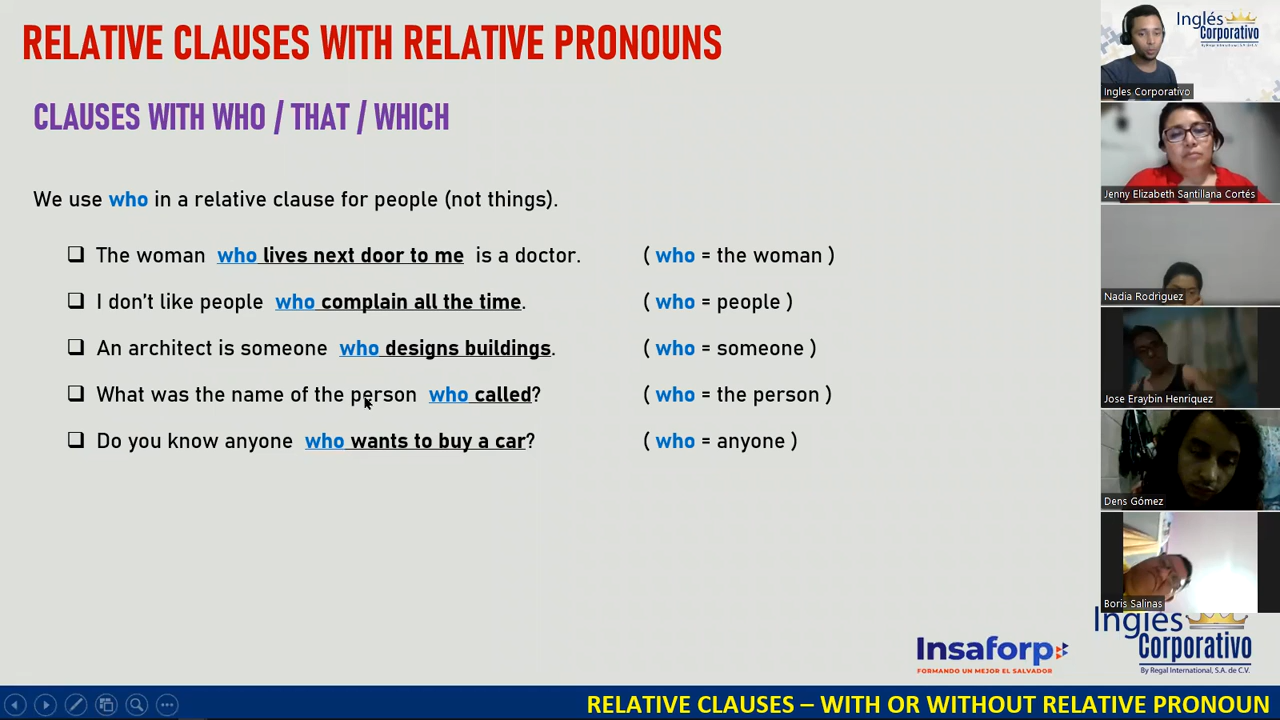 RELATIVE CLAUSES WITH RELATIVE PRONOUNS
CLAUSES WITH WHO / THAT / WHICH
We use who in a relative clause for people (not things).
The woman who lives next door to me is a doctor. ( who = the woman )
I don't like people who complain all the time. ( who = people )
An architect is someone who designs buildings. ( who = someone )
What was the name of the person who called? ( who = the person )
Do you know anyone who wants to buy a car? ( who = anyone )
Inglés
Corporativo
By Regal International, S.A. de C.V.
Ingles Corporativo
Jenny Elizabeth Santillana Cortés
Nadia Rodriguez
Jose Eraybin Henriquez
Dens Gómez
Boris Salinas
Insaforp
FORMANDO UN MEJOR EL SALVADOR
Inglés
Corporativo
By Regal International, S.A. de C.V.
RELATIVE CLAUSES – WITH OR WITHOUT RELATIVE PRONOUN